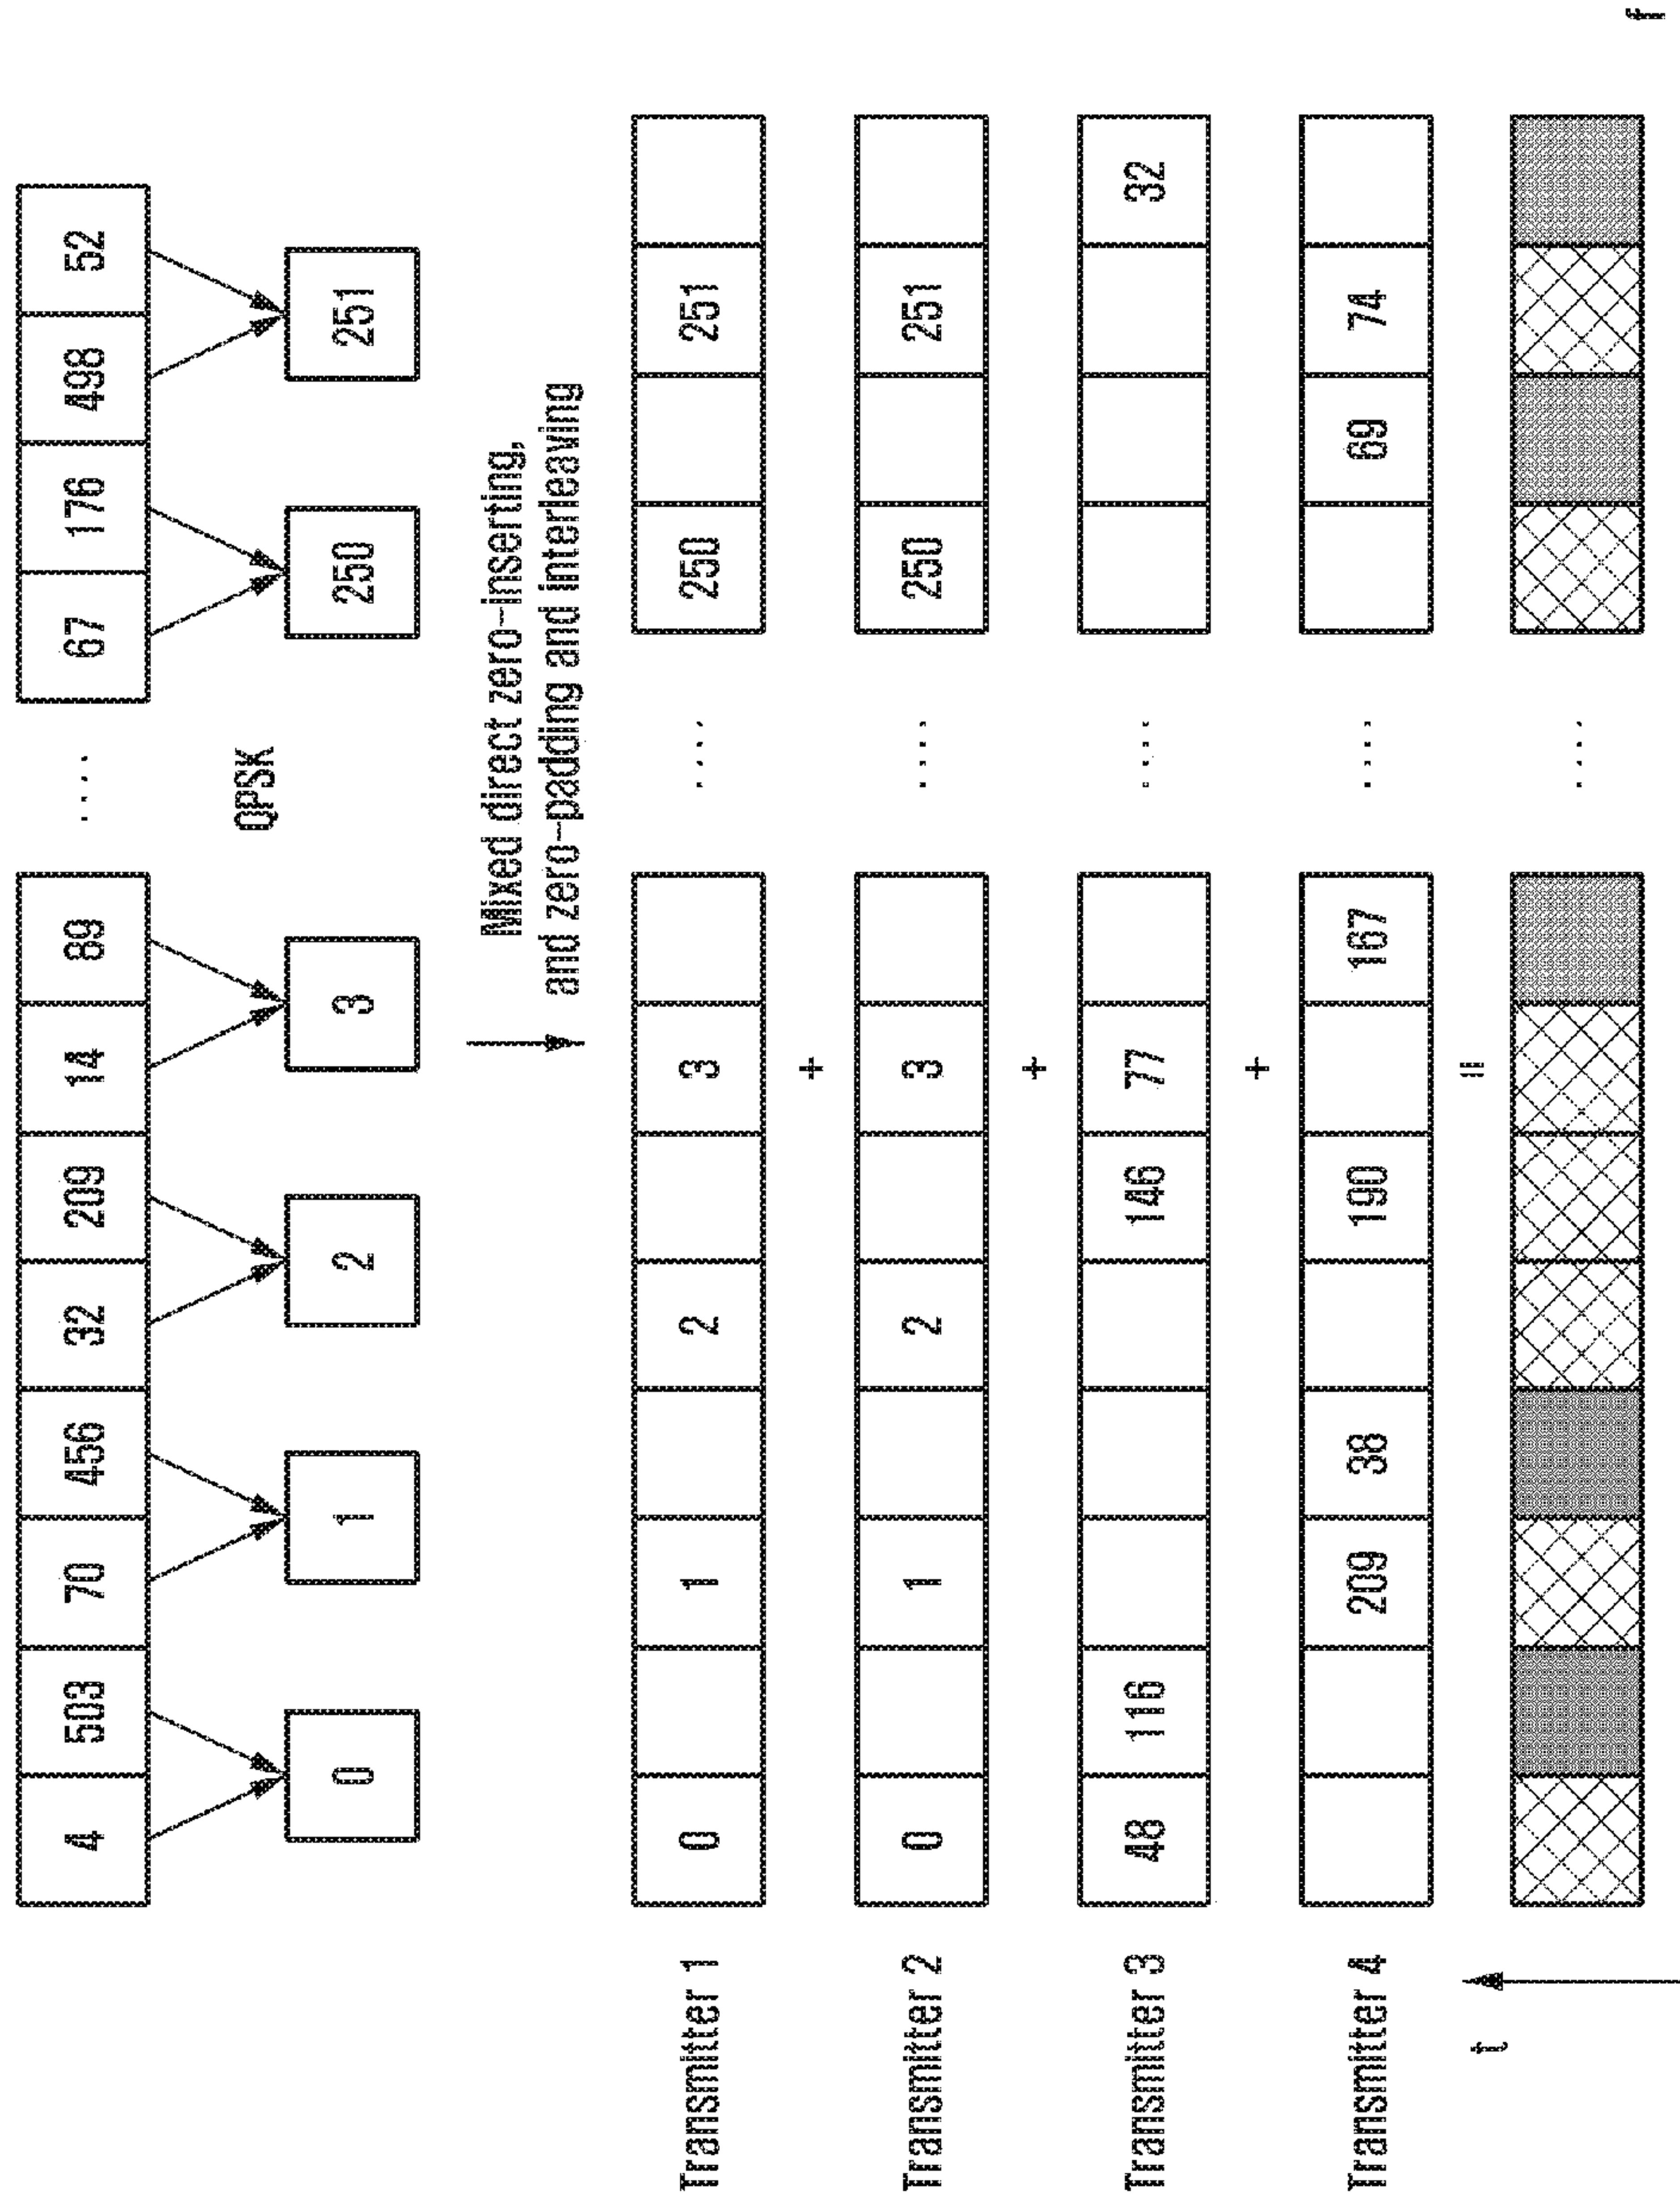 4 503 70 456 32 209 14 89 .... 67 176 498 52
QPSK
0 1 2 3 250 251
Mixed direct zero-inserting,
and zero-padding and interleaving
Transmitter 1 0 1 2 3 .... 250 251
+
Transmitter 2 0 1 2 3 .... 250 251
+
Transmitter 3 48 116 146 77 .... 32
+
Transmitter 4 209 38 190 167 .... 69 74
=
....
t
f